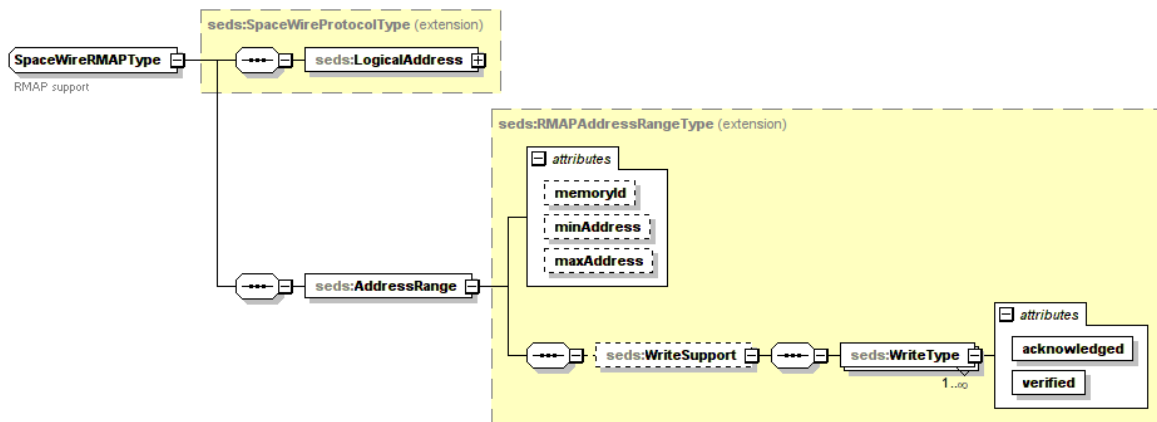 seds:SpaceWireProtocolType (extension)
SpaceWireRMAPType
seds:LogicalAddress
RMAP support
seds:RMAPAddressRangeType (extension)
attributes
memoryId
minAddress
maxAddress
seds:AddressRange
attributes
seds:WriteSupport
seds:WriteType
acknowledged
1..∞
verified